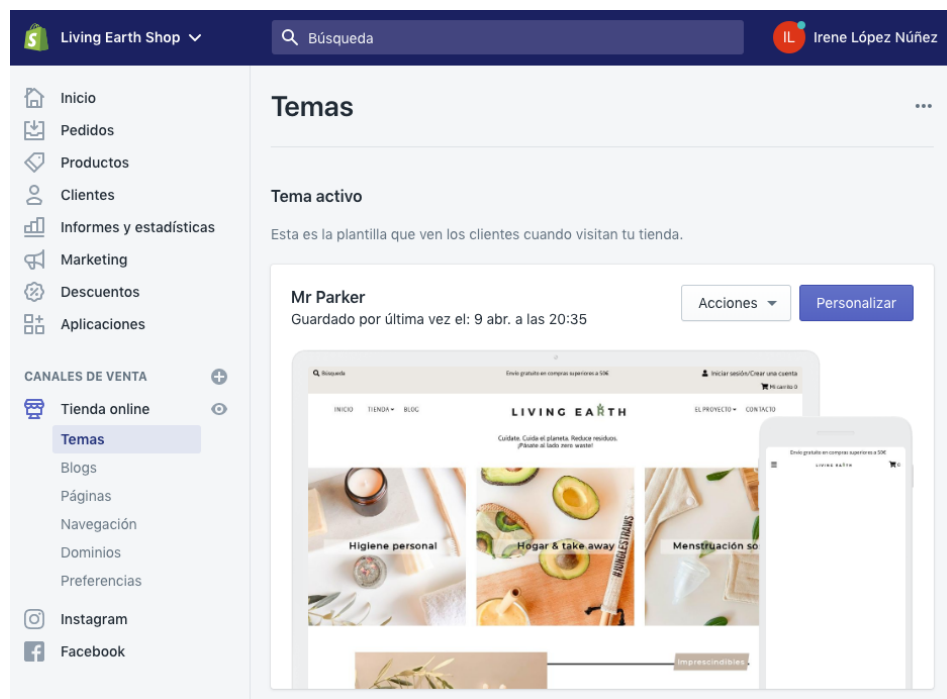 Living Earth Shop
Búsqueda
IL
Irene López Núñez
Inicio
Pedidos
Productos
Clientes
Informes y estadísticas
Marketing
Descuentos
Aplicaciones
CANALES DE VENTA
Tienda online
Temas
Blogs
Páginas
Navegación
Dominios
Preferencias
Instagram
Facebook
Temas
Tema activo
Esta es la plantilla que ven los clientes cuando visitan tu tienda.
Mr Parker
Guardado por última vez el: 9 abr. a las 20:35
Acciones
Personalizar
Búsqueda
Envío gratuito en compras superiores a 50€
Iniciar sesión/Crear una cuenta
Mi carrito 0
INICIO TIENDA BLOG
LIVING EARTH
EL PROYECTO CONTACTO
Cuídate. Cuida el planeta. Reduce residuos.
¡Pásate al lado zero waste!
Higiene personal
Hogar & take away
#JUNGLESTRAWS
Menstruación so
Imprescindibles
Envío gratuito en compras superiores a 50€
LIVING EARTH
0